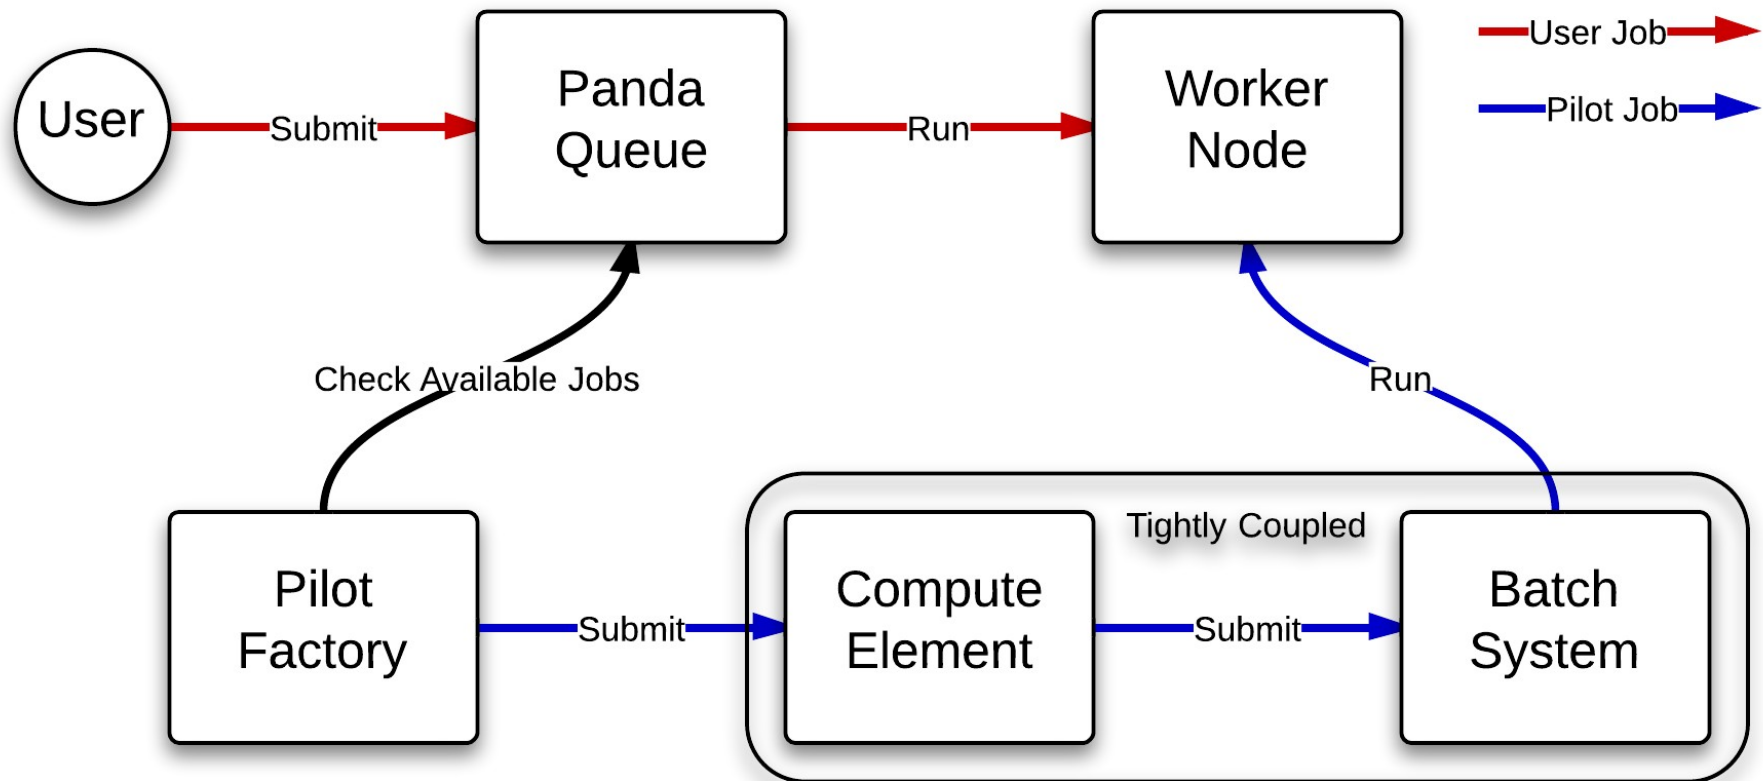 User
Submit
Panda
Queue
Run
Worker
Node
User Job
Pilot Job
Check Available Jobs
Run
Pilot
Factory
Submit
Compute
Element
Tightly Coupled
Submit
Batch
System